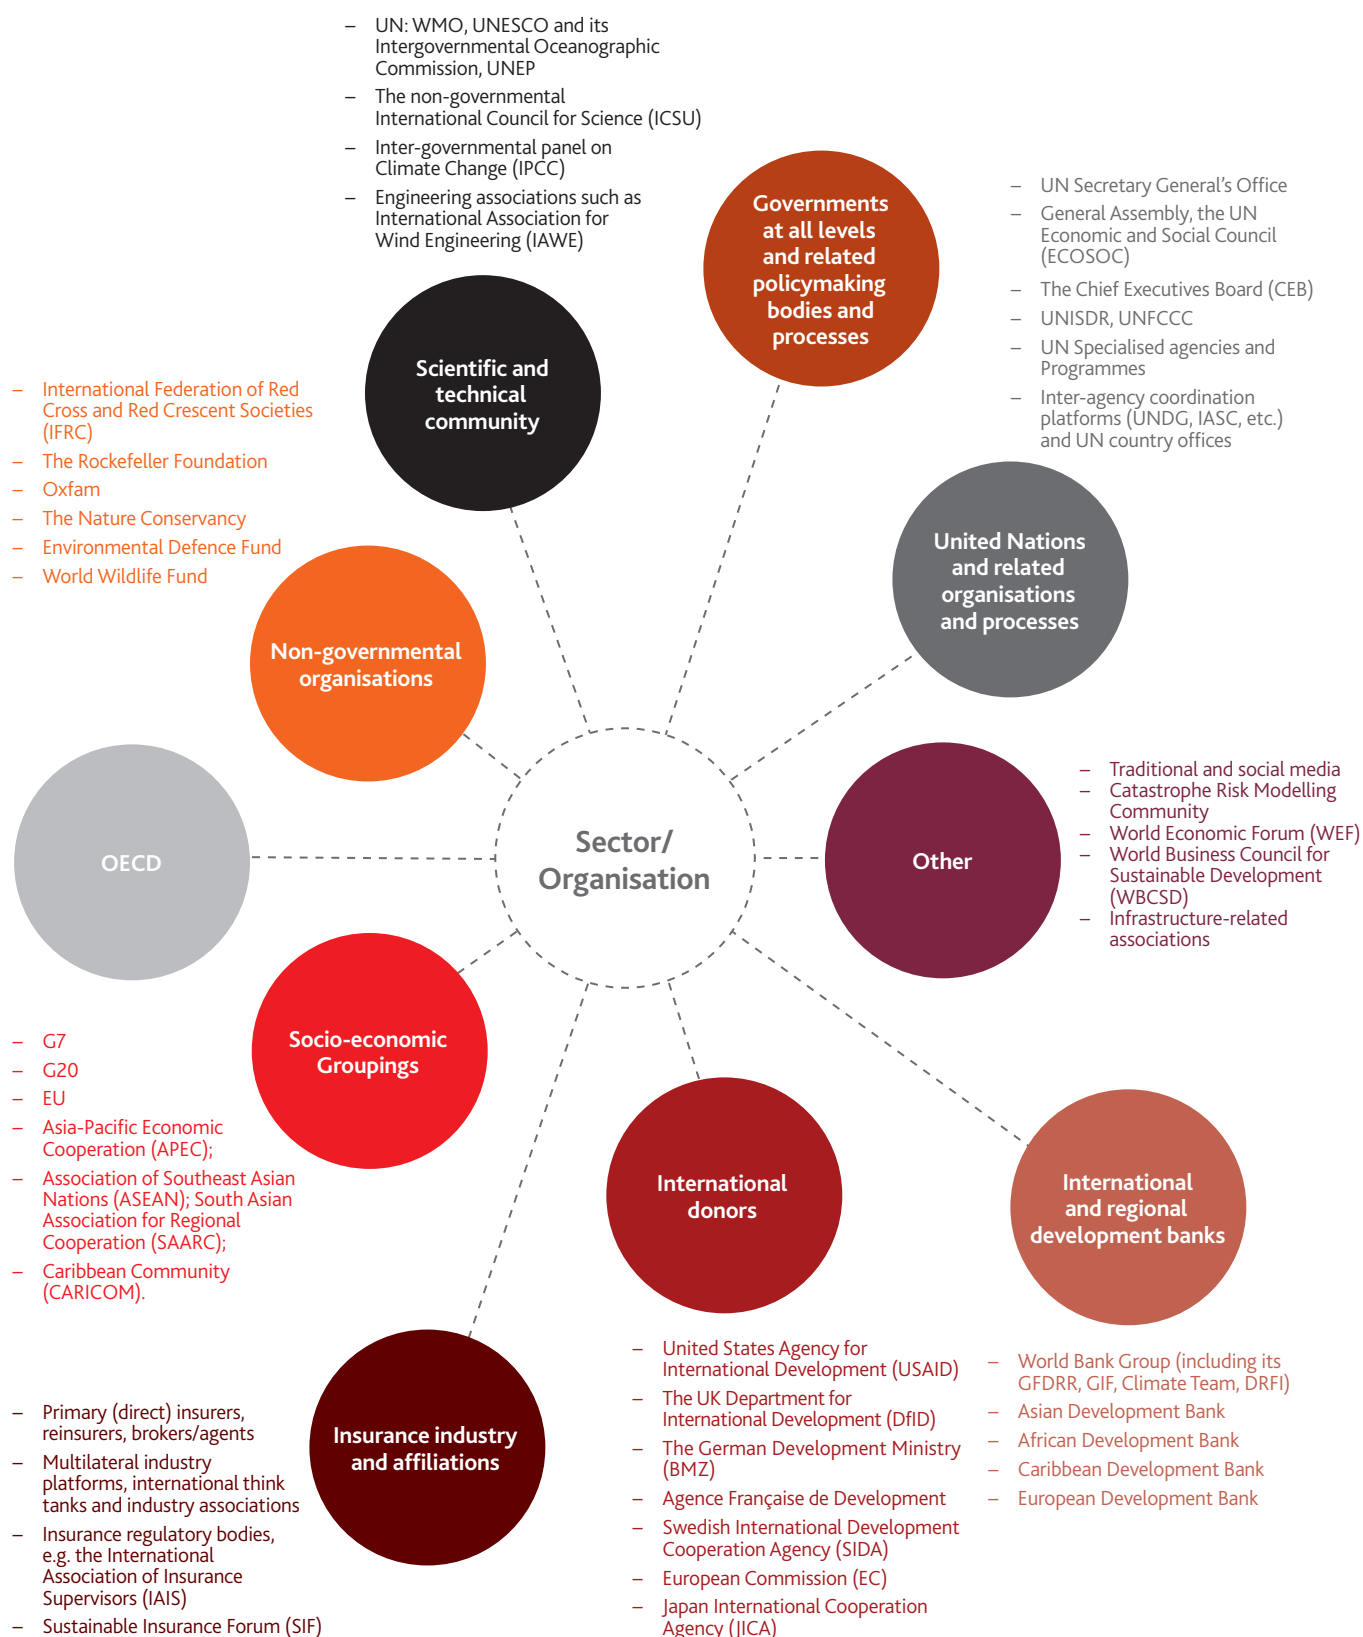 – UN: WMO, UNESCO and its
Intergovernmental Oceanographic
Commission, UNEP
– The non-governmental
International Council for Science (ICSU)
– Inter-governmental panel on
Climate Change (IPCC)
– Engineering associations such as
International Association for
Wind Engineering (IAWE)
Governments
at all levels
and related
policymaking
bodies and
processes
– UN Secretary General’s Office
– General Assembly, the UN
Economic and Social Council
(ECOSOC)
– The Chief Executives Board (CEB)
– UNISDR, UNFCCC
– UN Specialised agencies and
Programmes
– Inter-agency coordination
platforms (UNDG, IASC, etc.)
and UN country offices
Scientific and
technical
community
– International Federation of Red
Cross and Red Crescent Societies
(IFRC)
– The Rockefeller Foundation
– Oxfam
– The Nature Conservancy
– Environmental Defence Fund
– World Wildlife Fund
United Nations
and related
organisations
and processes
Non-governmental
organisations
– Traditional and social media
– Catastrophe Risk Modelling
Community
– World Economic Forum (WEF)
– World Business Council for
Sustainable Development
(WBCSD)
– Infrastructure-related
associations
OECD
Sector/
Organisation
Other
Socio-economic
Groupings
– G7
– G20
– EU
– Asia-Pacific Economic
Cooperation (APEC);
– Association of Southeast Asian
Nations (ASEAN); South Asian
Association for Regional
Cooperation (SAARC);
– Caribbean Community
(CARICOM).
International
donors
International
and regional
development banks
Insurance industry
and affiliations
– Primary (direct) insurers,
reinsurers, brokers/agents
– Multilateral industry
platforms, international think
tanks and industry associations
– Insurance regulatory bodies,
e.g. the International
Association of Insurance
Supervisors (IAIS)
– Sustainable Insurance Forum (SIF)
– United States Agency for
International Development (USAID)
– The UK Department for
International Development (DfID)
– The German Development Ministry
(BMZ)
– Agence Française de Development
– Swedish International Development
Cooperation Agency (SIDA)
– European Commission (EC)
– Japan International Cooperation
Agency (JICA)
– World Bank Group (including its
GFDRR, GIF, Climate Team, DRFI)
– Asian Development Bank
– African Development Bank
– Caribbean Development Bank
– European Development Bank